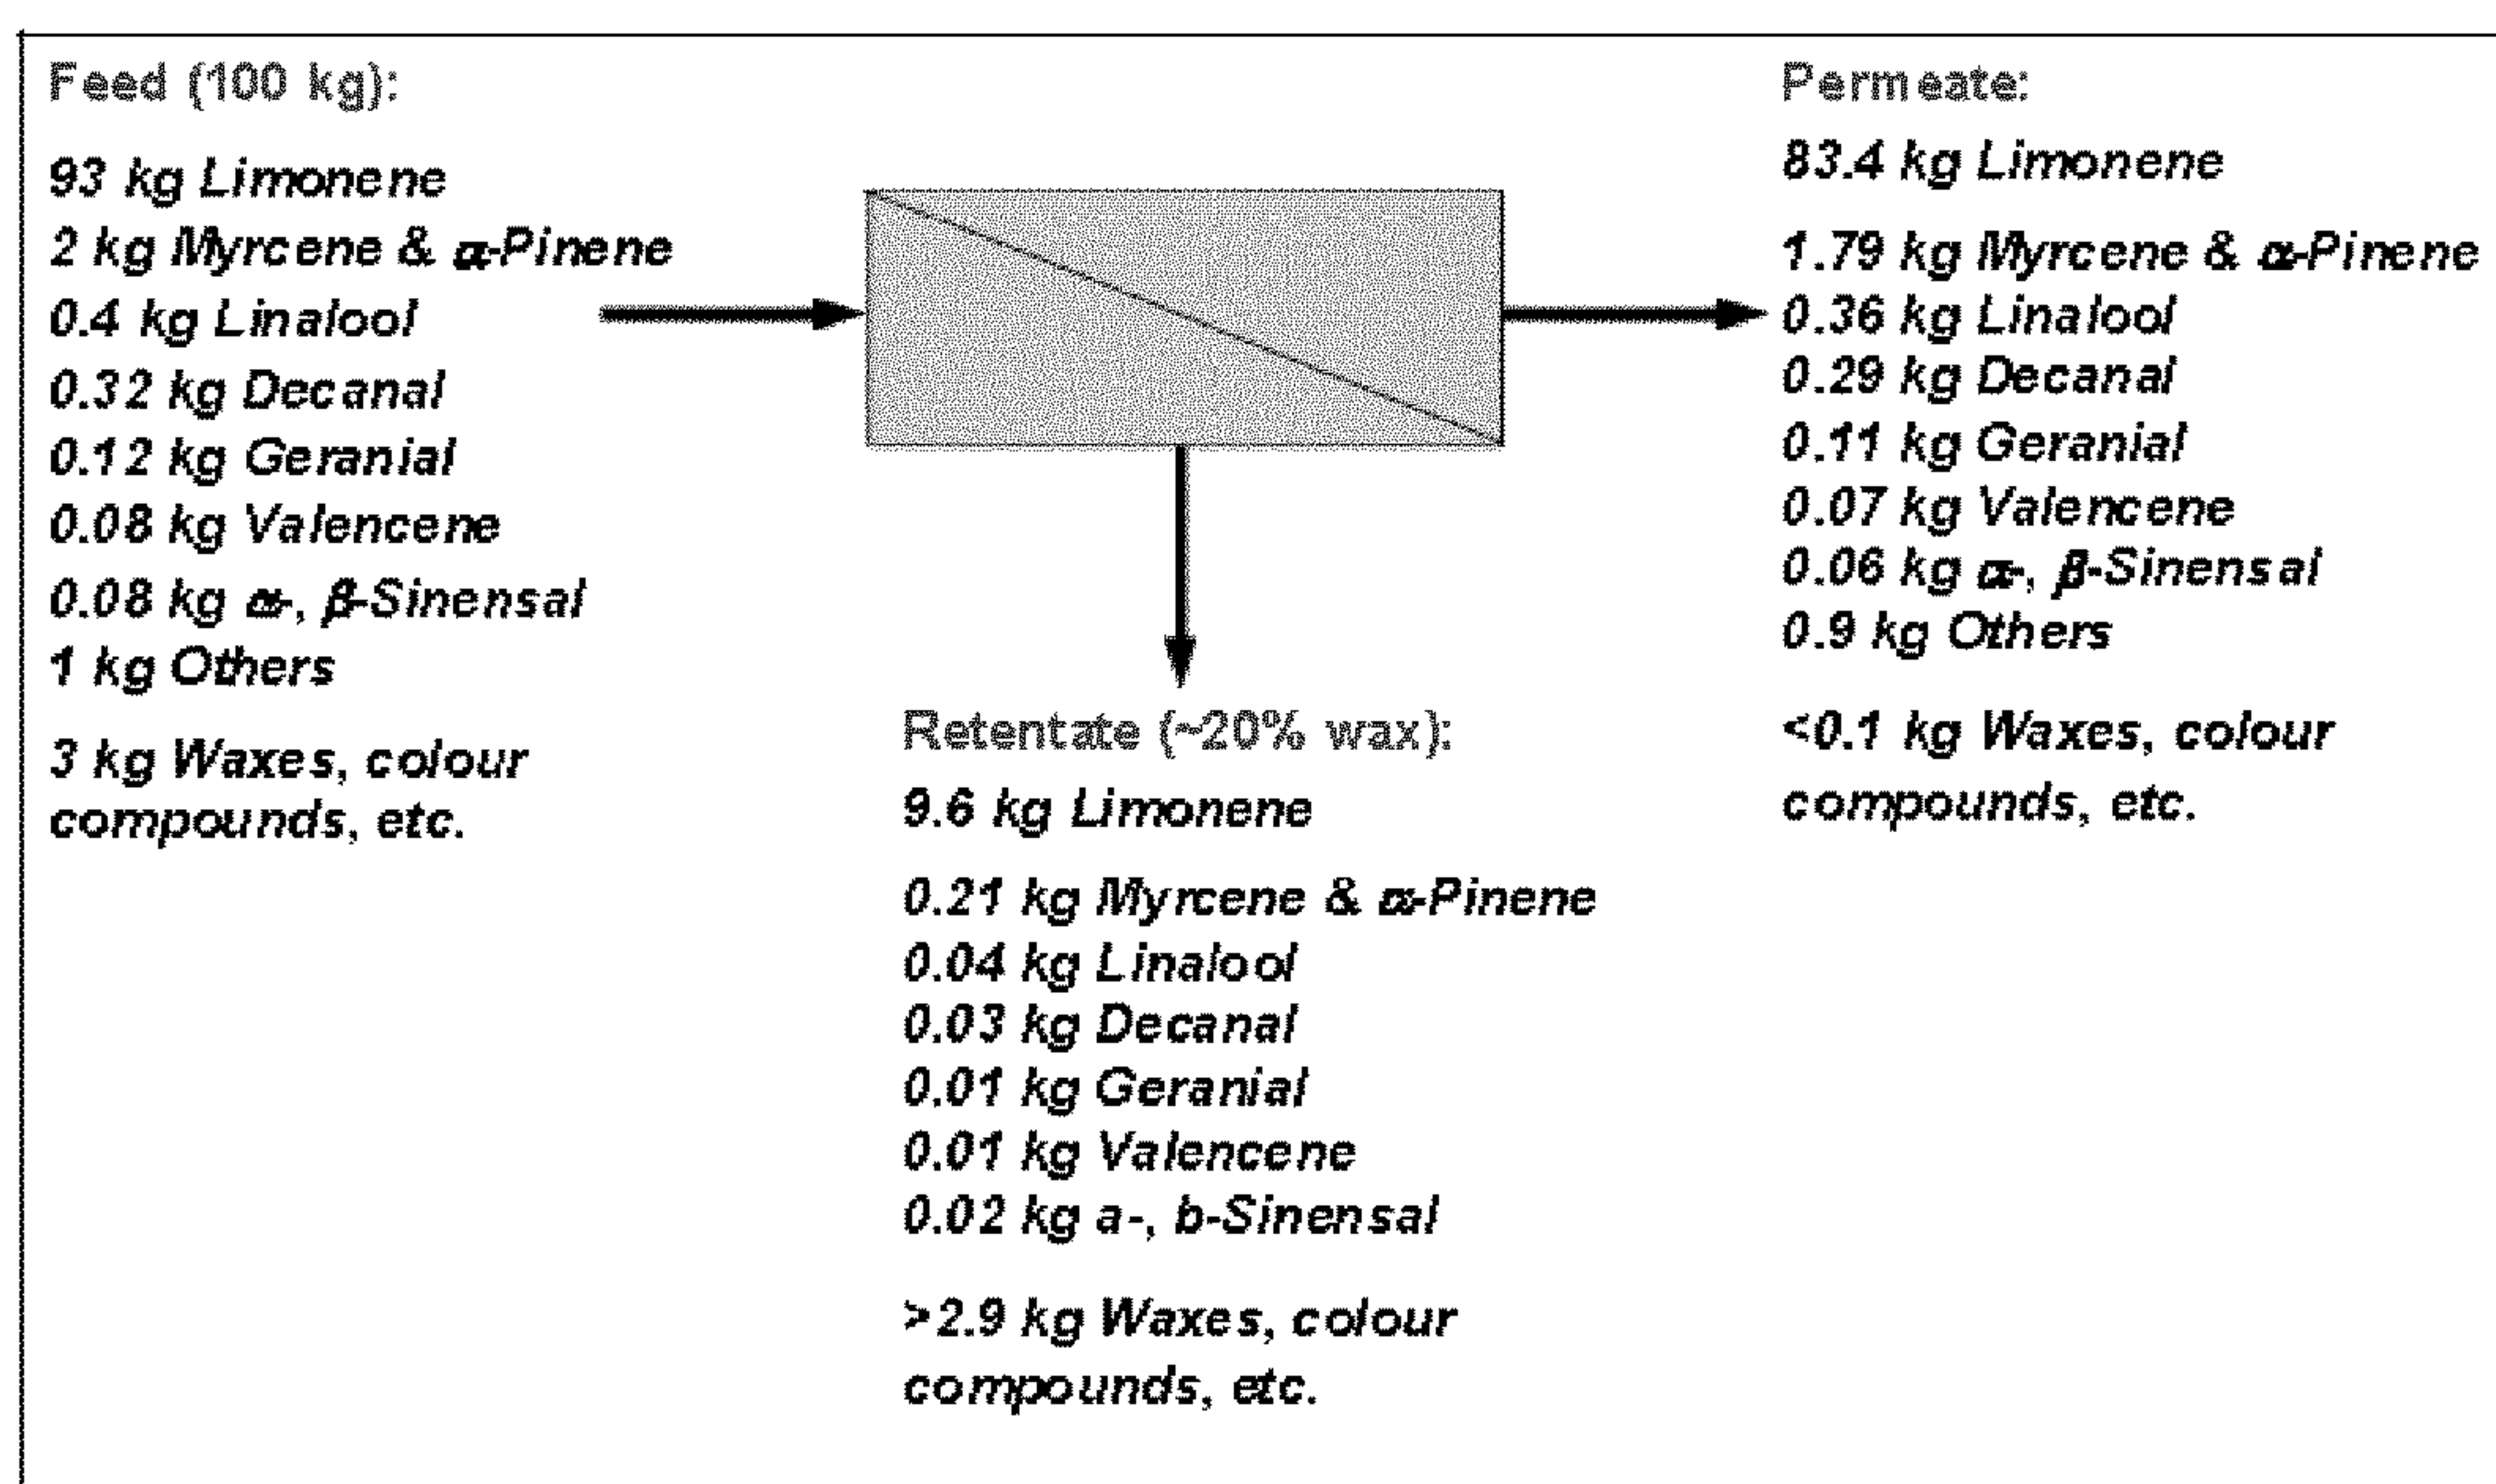 Feed (100 kg):
93 kg Limonene
2 kg Myrcene & α-Pinene
0.4 kg Linalool
0.32 kg Decanal
0.12 kg Geranial
0.08 kg Valencene
0.08 kg α-, β-Sinensal
1 kg Others
3 kg Waxes, colour
compounds, etc.
Retentate (~20% wax):
9.6 kg Limonene
0.21 kg Myrcene & α-Pinene
0.04 kg Linalool
0.03 kg Decanal
0.01 kg Geranial
0.01 kg Valencene
0.02 kg a-, b-Sinensal
>2.9 kg Waxes, colour
compounds, etc.
Permeate:
83.4 kg Limonene
1.79 kg Myrcene & α-Pinene
0.36 kg Linalool
0.29 kg Decanal
0.11 kg Geranial
0.07 kg Valencene
0.06 kg α-, β-Sinensal
0.9 kg Others
<0.1 kg Waxes, colour
compounds, etc.